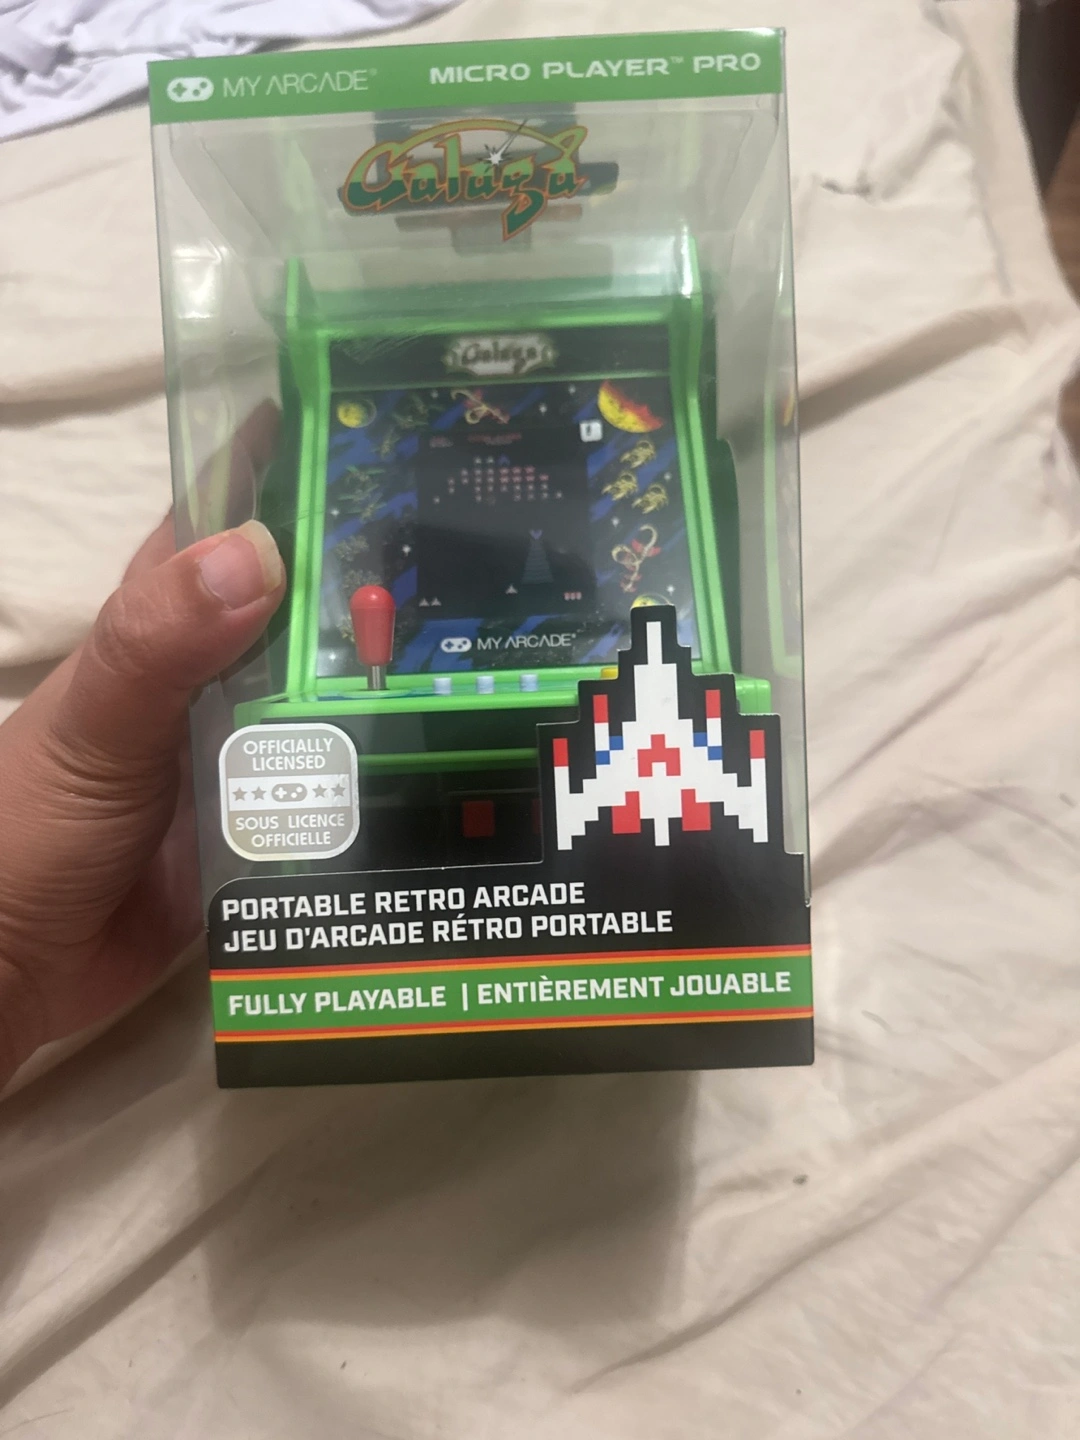 MY ARCADE®
MICRO PLAYER™ PRO
Galaga
Galaga
MY ARCADE®
OFFICIALLY
LICENSED
SOUS LICENCE
OFFICIELLE
PORTABLE RETRO ARCADE
JEU D'ARCADE RÉTRO PORTABLE
FULLY PLAYABLE | ENTIÈREMENT JOUABLE